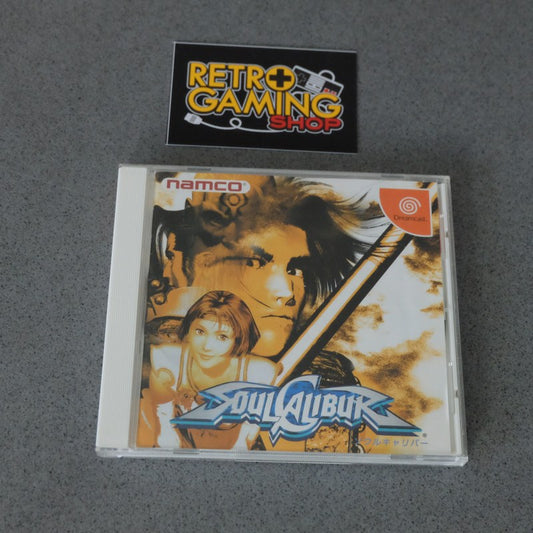 RETRO
GAMING
SHOP
namco
Dreamcast
SOULCALIBUR
ソウルキャリバー